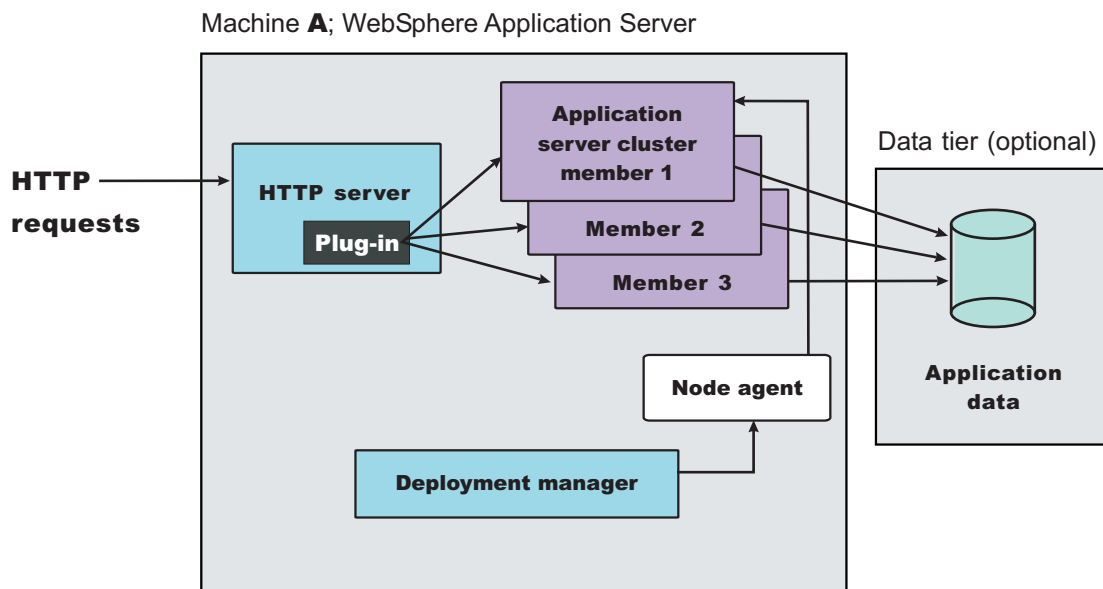 Machine A; WebSphere Application Server
HTTP
requests
HTTP server
Plug-in
Application
server cluster
member 1
Member 2
Member 3
Node agent
Deployment manager
Data tier (optional)
Application
data